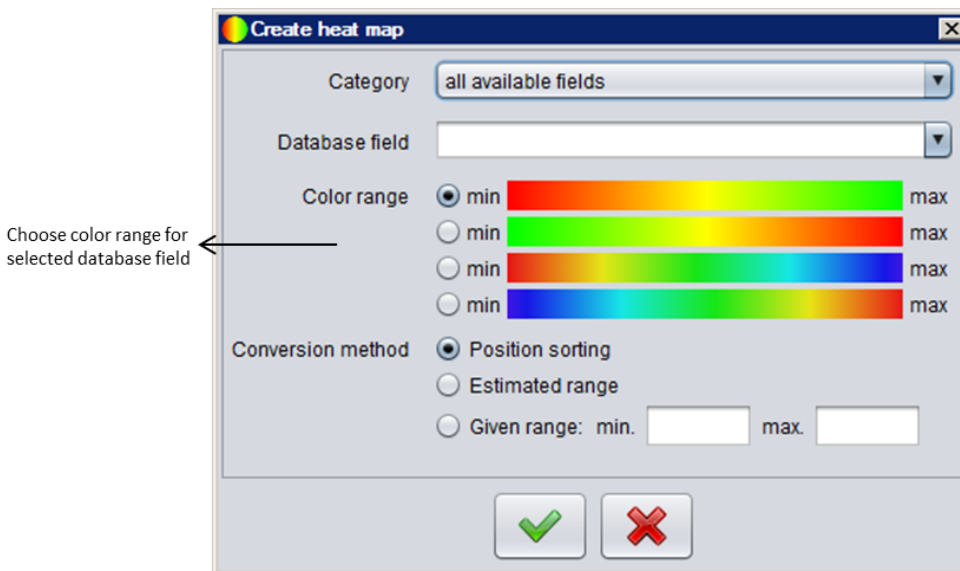 Create heat map
Category all available fields
Database field
Color range min max
min max
Choose color range for
selected database field
min max
min max
Conversion method Position sorting
Estimated range
Given range: min. max.